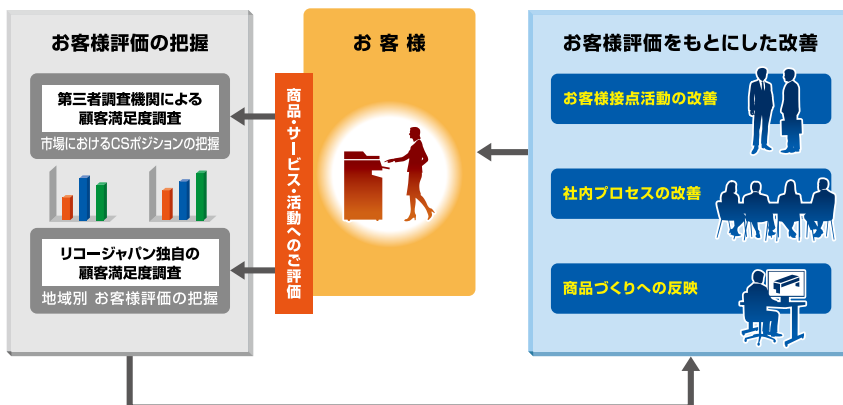 お客様評価の把握
第三者調査機関による
顧客満足度調査
市場におけるCSポジションの把握
リコージャパン独自の
顧客満足度調査
地域別 お客様評価の把握
お客様
商品・サービス・活動へのご評価
お客様評価をもとにした改善
お客様接点活動の改善
社内プロセスの改善
商品づくりへの反映